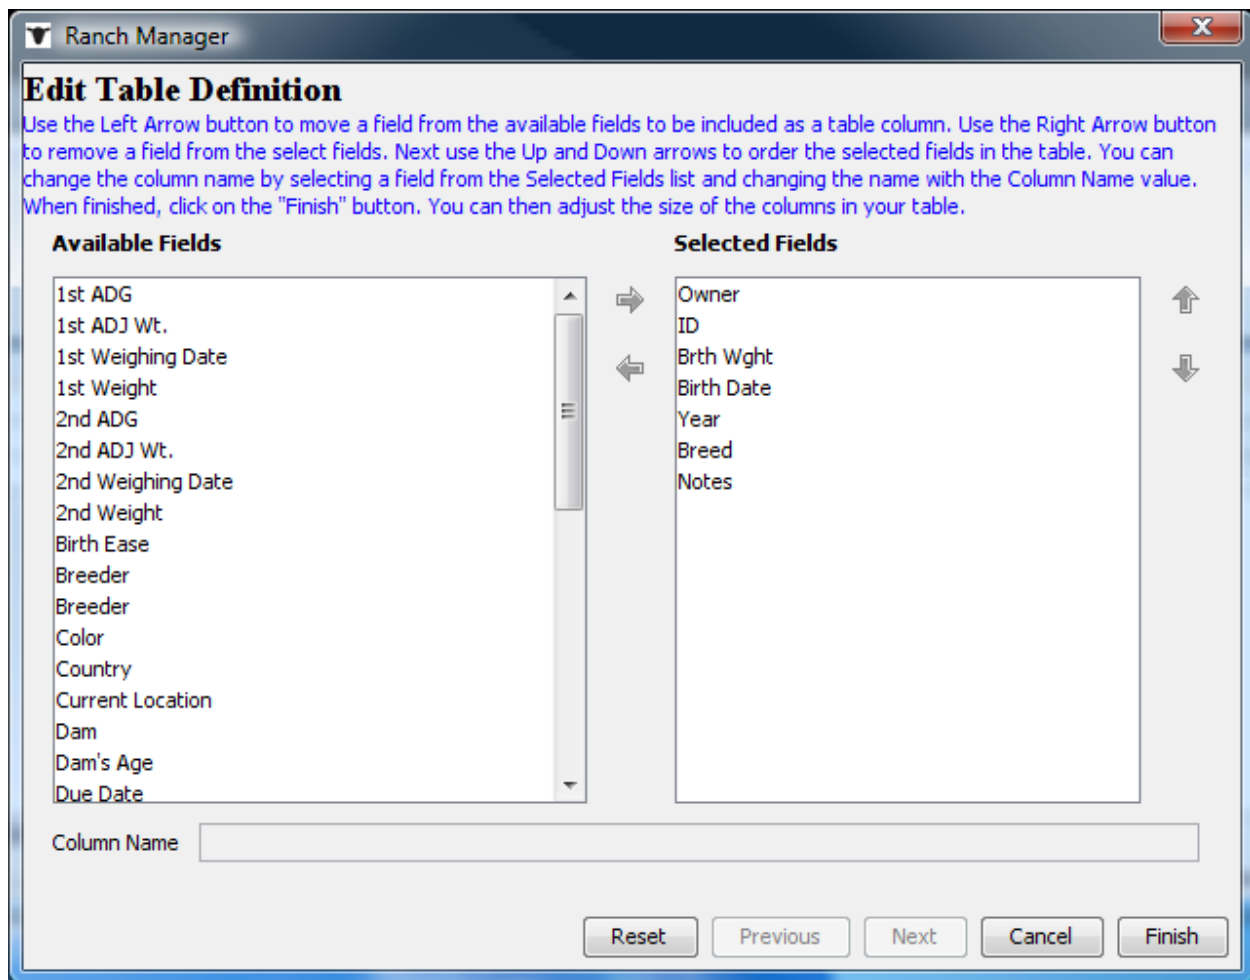 Ranch Manager
Edit Table Definition
Use the Left Arrow button to move a field from the available fields to be included as a table column. Use the Right Arrow button
to remove a field from the select fields. Next use the Up and Down arrows to order the selected fields in the table. You can
change the column name by selecting a field from the Selected Fields list and changing the name with the Column Name value.
When finished, click on the "Finish" button. You can then adjust the size of the columns in your table.
Available Fields
1st ADG
1st ADJ Wt.
1st Weighing Date
1st Weight
2nd ADG
2nd ADJ Wt.
2nd Weighing Date
2nd Weight
Birth Ease
Breeder
Breeder
Color
Country
Current Location
Dam
Dam's Age
Due Date
Selected Fields
Owner
ID
Brth Wght
Birth Date
Year
Breed
Notes
Column Name
Reset Previous Next Cancel Finish